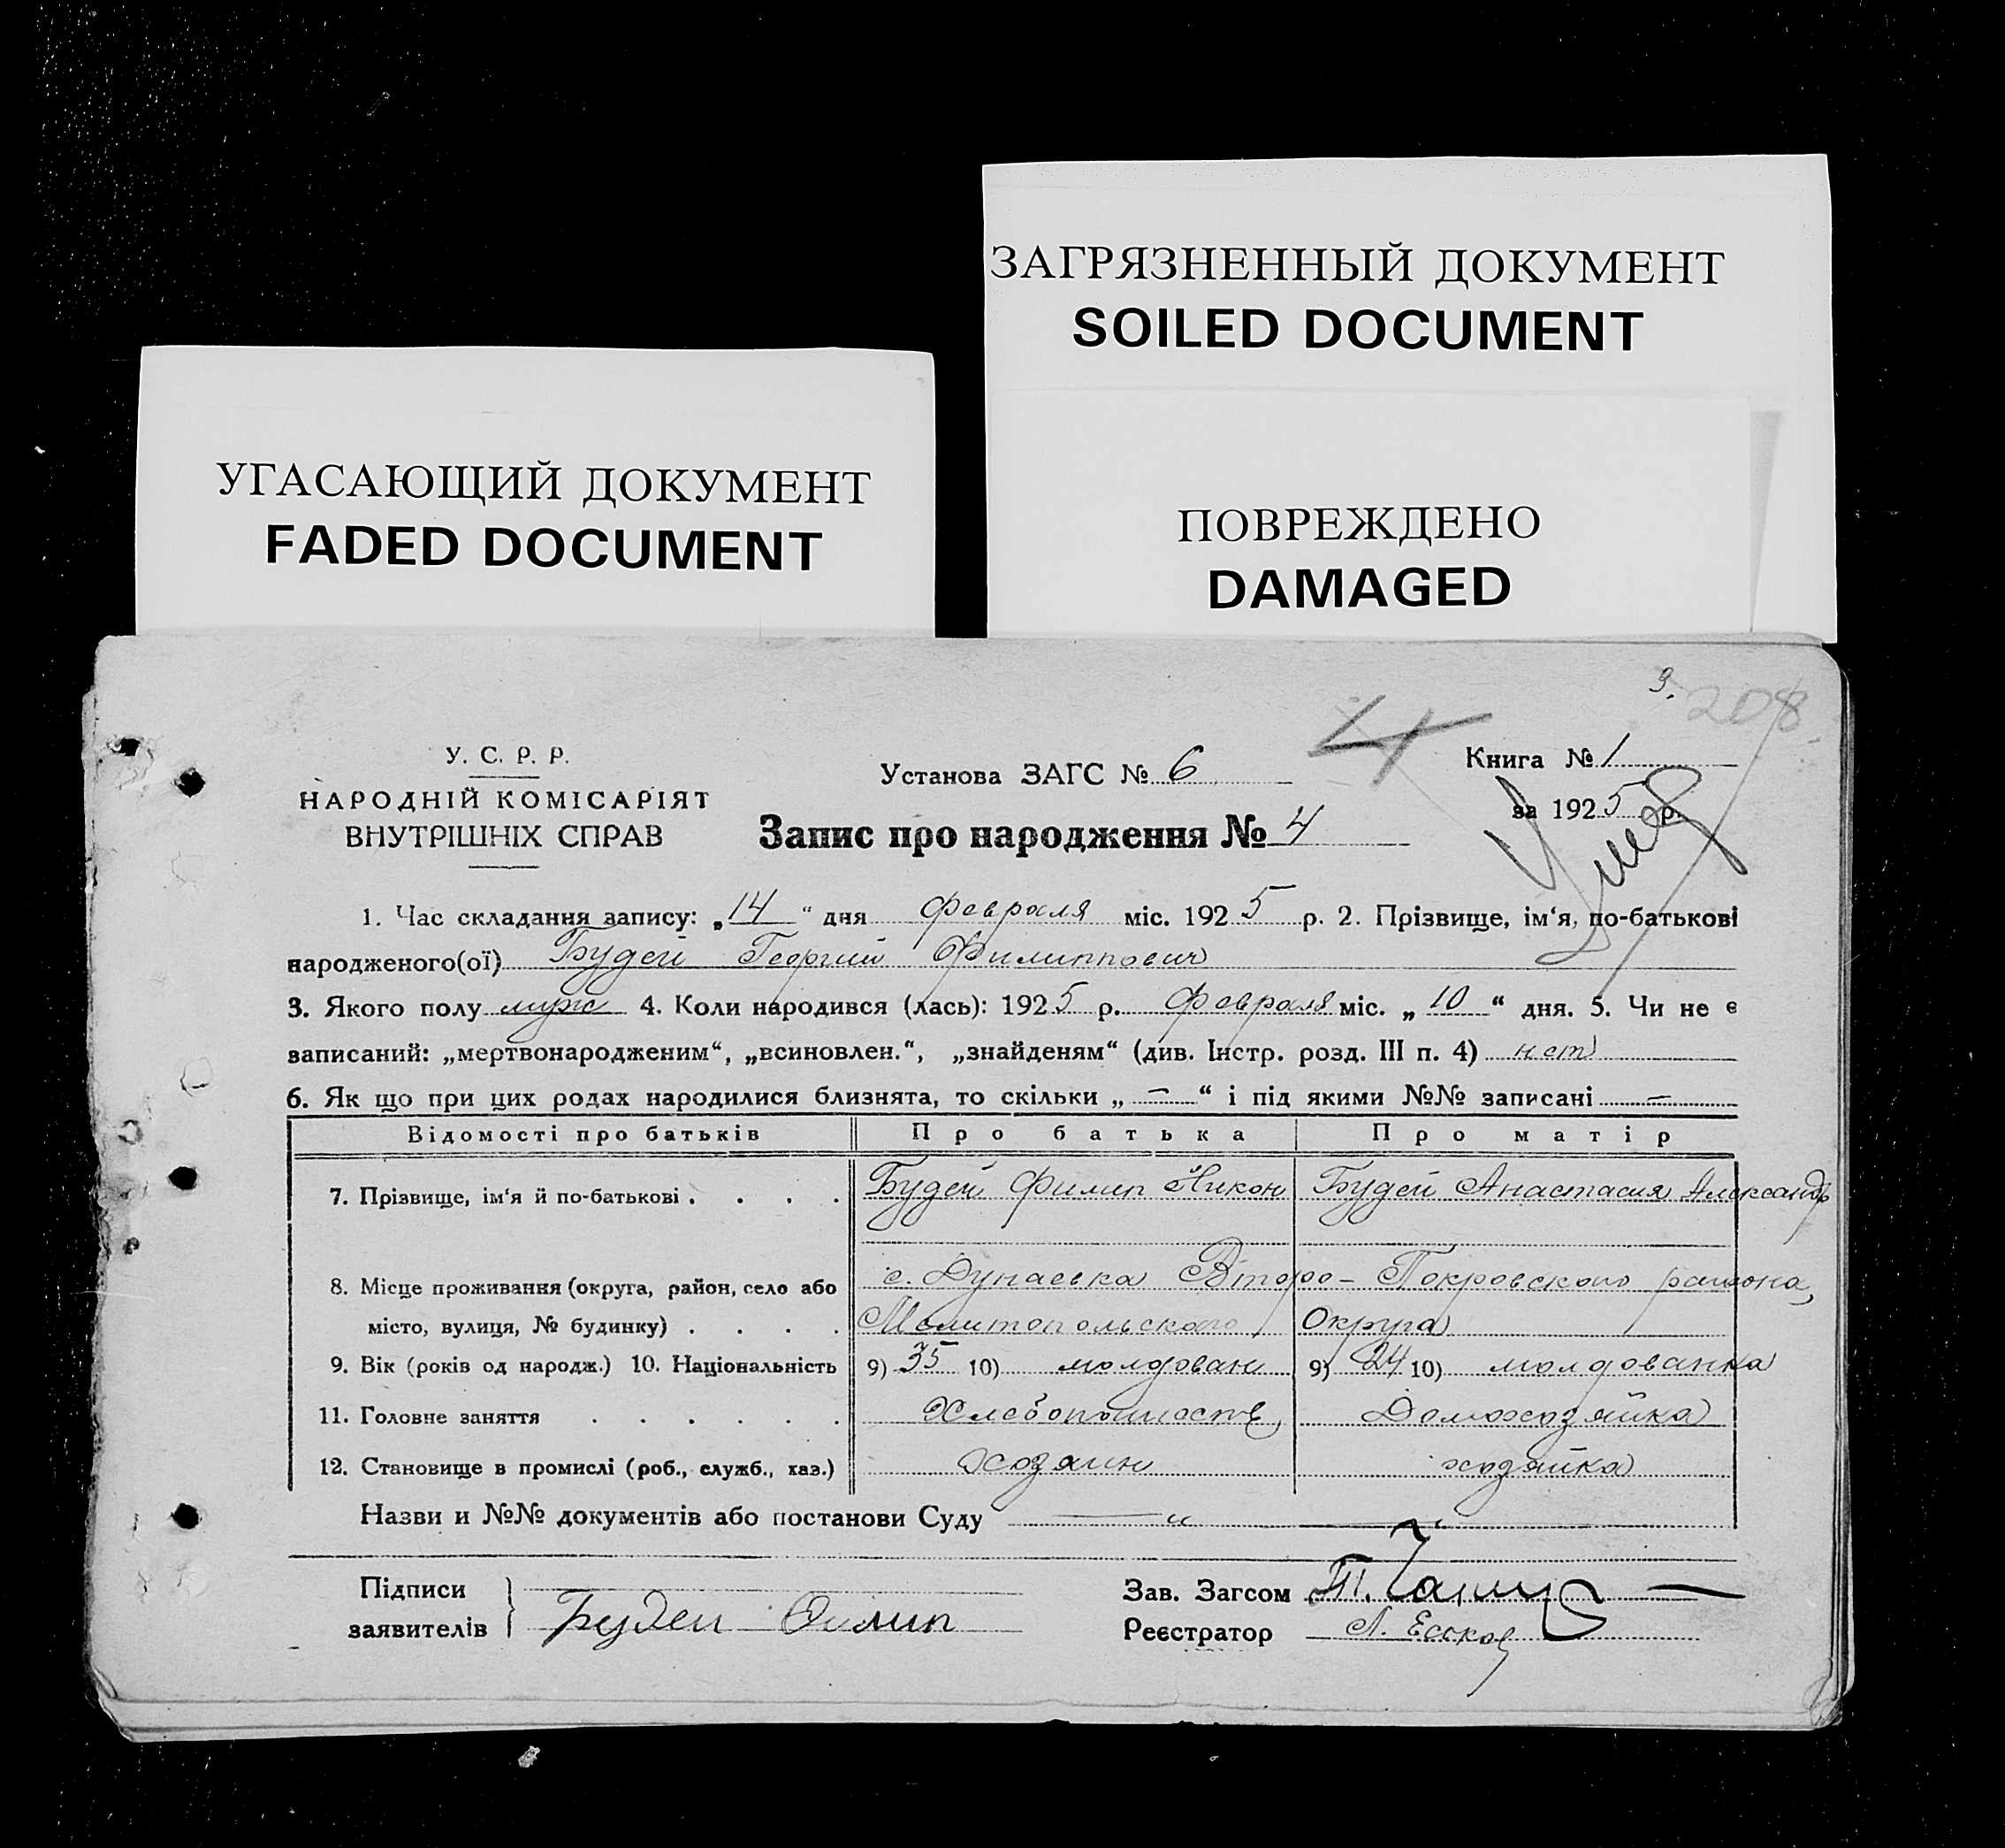 ЗАГРЯЗНЕННЫЙ ДОКУМЕНТ
SOILED DOCUMENT
УГАСАЮЩИЙ ДОКУМЕНТ
FADED DOCUMENT
ПОВРЕЖДЕНО
DAMAGED
9. 208
У. С. Р. Р.
НАРОДНІЙ КОМІСАРІЯТ
ВНУТРІШНІХ СПРАВ
Установа ЗАГС № 6
4
Книга № 1
за 1925 р.
Запис про народження № 4
1. Час складання запису: „14“ дня февраля міс. 1925 р. 2. Прізвище, ім‘я, по-батькові
народженого(ої) Будей Георгий Филиппович
3. Якого полу муж 4. Коли народився (лась): 1925 р. февраля міс. „10“ дня. 5. Чи не є
записаний: „мертвонародженим“, „всиновлен.“, „знайденям“ (див. Інстр. розд. III п. 4) нет
6. Як що при цих родах народилися близнята, то скільки „ — “ і під якими №№ записані —
Відомості про батьків Про батька Про матір
7. Прізвище, ім‘я й по-батькові . . . . Будей Филип Никон Будей Анастасия Александр
8. Місце проживання (округа, район, село або с. Дунаевка Второ-Покровского района,
місто, вулиця, № будинку) . . . . Мелитопольского Округа
9. Вік (років од народж.) 10. Національність 9) 35 10) молдован 9) 24 10) молдованка
11. Головне заняття . . . . . . Домохозяйка
12. Становище в промислі (роб., служб., хаз.) хозяин хозяйка
Назви и №№ документів або постанови Суду — „ —
Підписи
заявителів Будей Филип
Зав. Загсом
Реєстратор